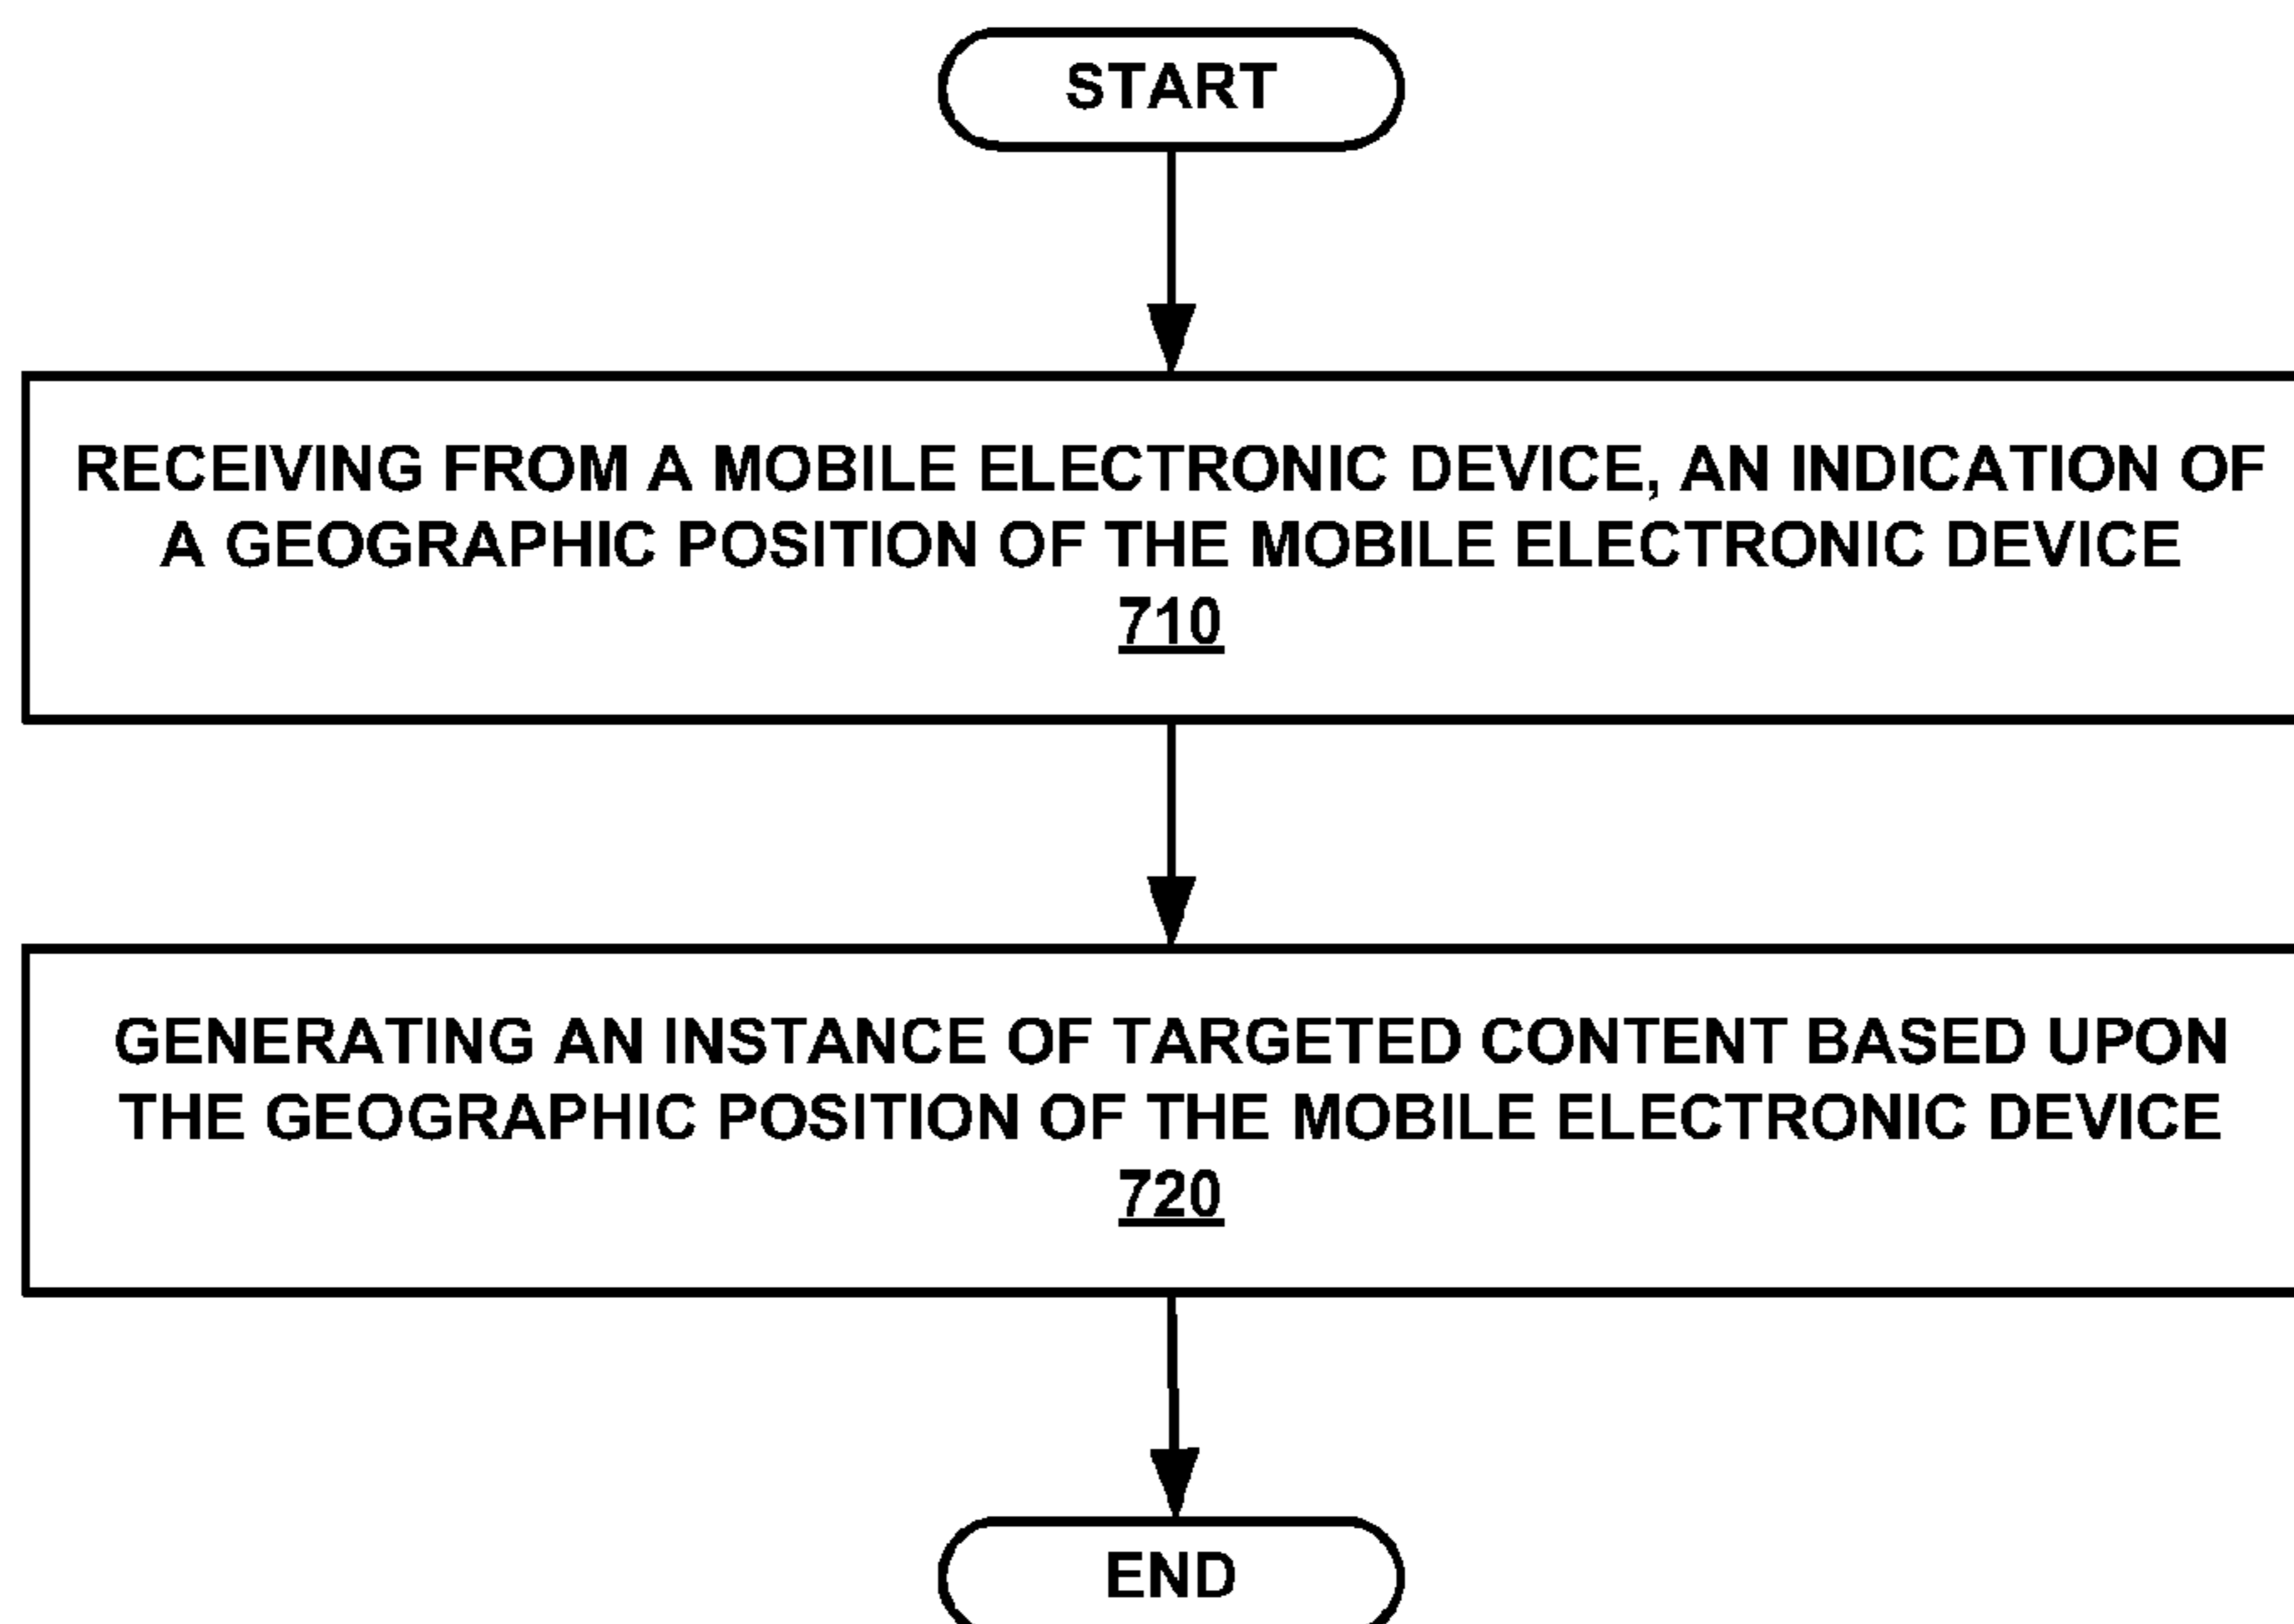 START
RECEIVING FROM A MOBILE ELECTRONIC DEVICE, AN INDICATION OF
A GEOGRAPHIC POSITION OF THE MOBILE ELECTRONIC DEVICE
710
GENERATING AN INSTANCE OF TARGETED CONTENT BASED UPON
THE GEOGRAPHIC POSITION OF THE MOBILE ELECTRONIC DEVICE
720
END